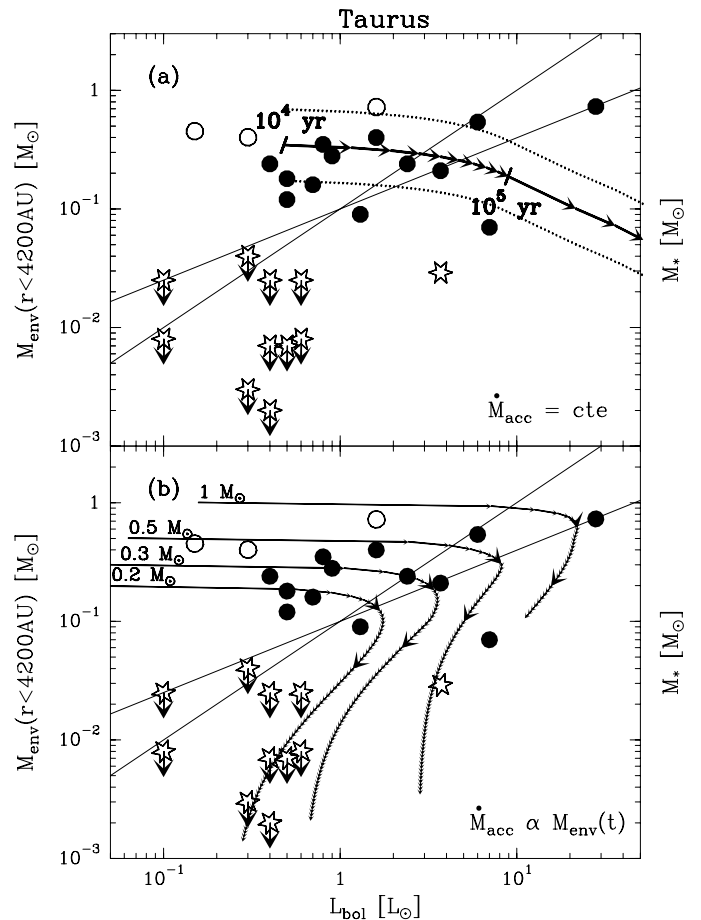 Taurus
(a)
10⁴ yr
10⁵ yr
Ṁ_acc = cte
M_env(r<4200AU) [M_⊙]
M_* [M_⊙]
1
10⁻¹
10⁻²
10⁻³
(b)
1 M_⊙
0.5 M_⊙
0.3 M_⊙
0.2 M_⊙
Ṁ_acc α M_env(t)
M_env(r<4200AU) [M_⊙]
M_* [M_⊙]
1
10⁻¹
10⁻²
10⁻³
10⁻¹ 1 10¹
L_bol [L_⊙]